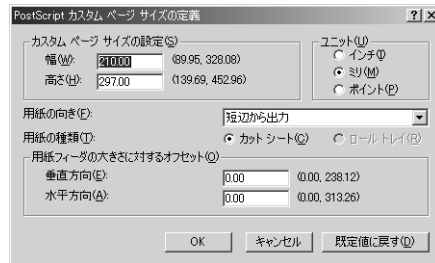 PostScript カスタム ページ サイズの定義
カスタム ページ サイズの設定(S)
幅(W): 210.00 (89.95, 328.08)
高さ(H): 297.00 (139.69, 452.96)
ユニット(U)
インチ(I)
ミリ(M)
ポイント(P)
用紙の向き(F): 短辺から出力
用紙の種類(T): カット シート(C) ロール トレイ(R)
用紙フィーダの大きさに対するオフセット(O)
垂直方向(E): 0.00 (0.00, 238.12)
水平方向(A): 0.00 (0.00, 313.26)
OK キャンセル 既定値に戻す(D)